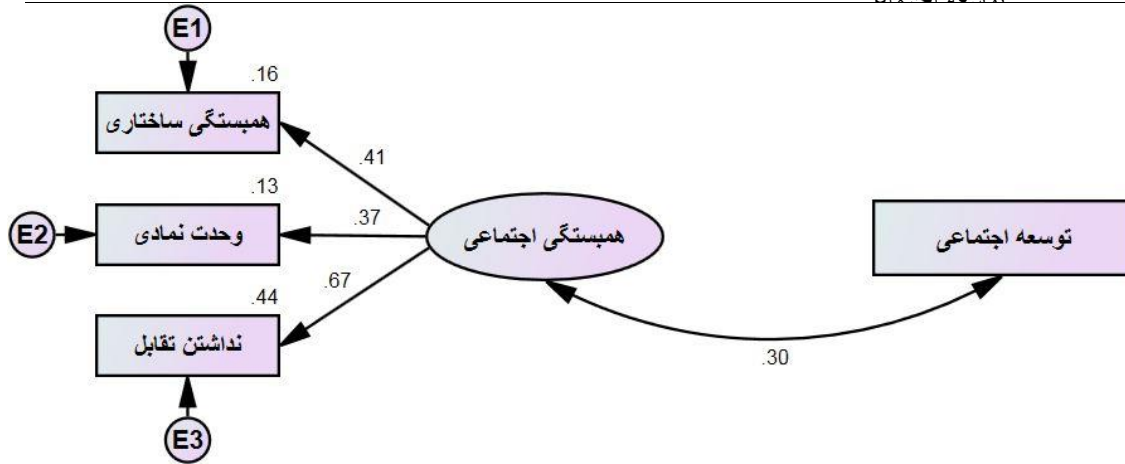 E1
.16
همبستگی ساختاری
.41
.13
E2
وحدت نمادی
.37
همبستگی اجتماعی
توسعه اجتماعی
.67
.44
نداشتن تقابل
.30
E3